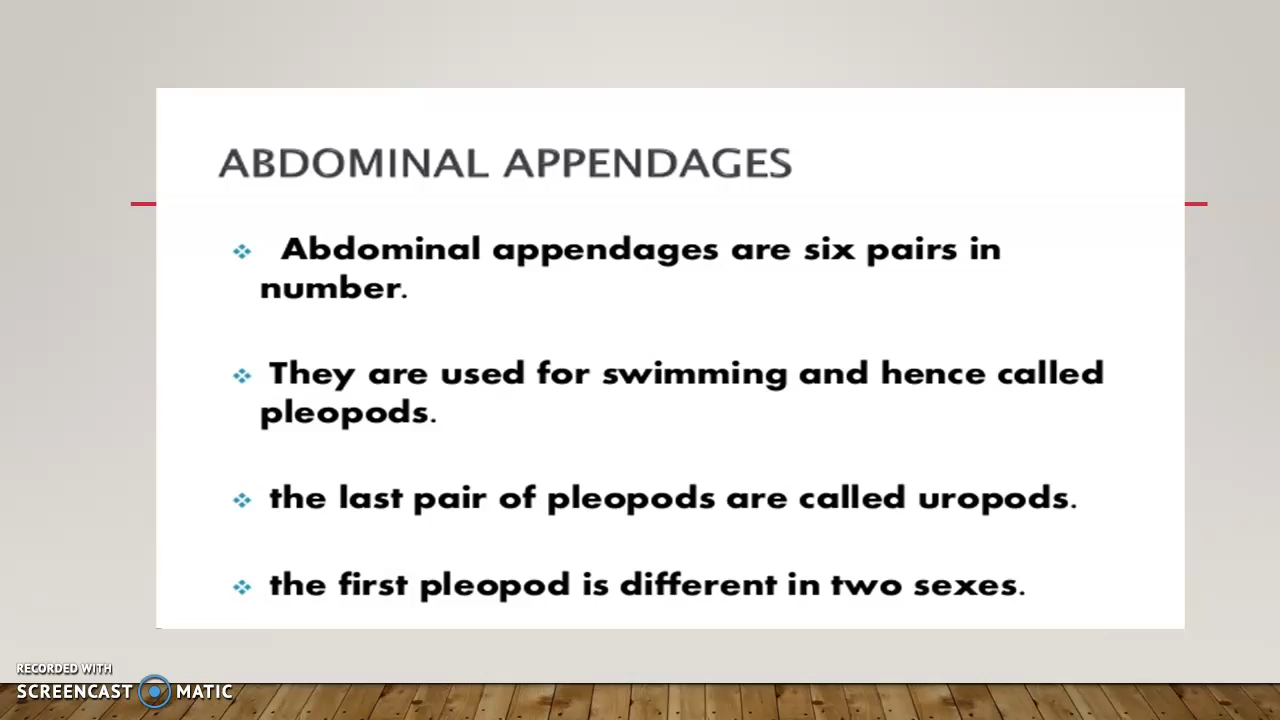 ABDOMINAL APPENDAGES
Abdominal appendages are six pairs in
number.
They are used for swimming and hence called
pleopods.
the last pair of pleopods are called uropods.
the first pleopod is different in two sexes.
RECORDED WITH
SCREENCAST MATIC